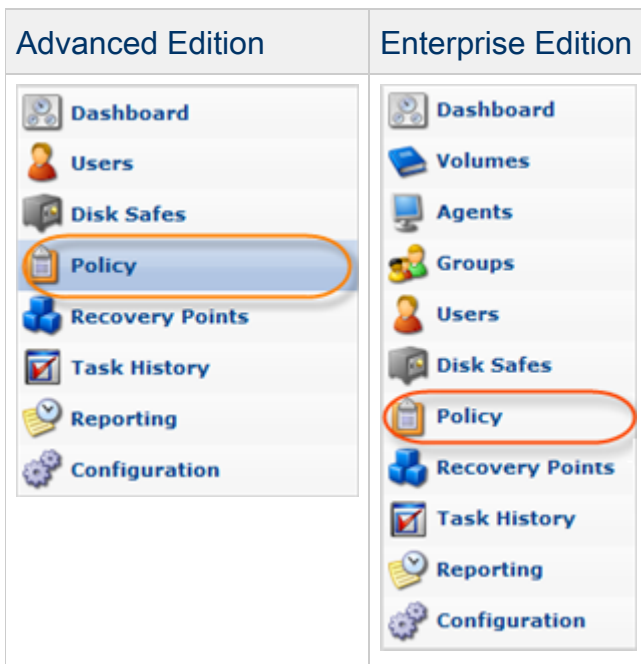 Advanced Edition
Enterprise Edition
Dashboard
Users
Disk Safes
Policy
Recovery Points
Task History
Reporting
Configuration
Dashboard
Volumes
Agents
Groups
Users
Disk Safes
Policy
Recovery Points
Task History
Reporting
Configuration